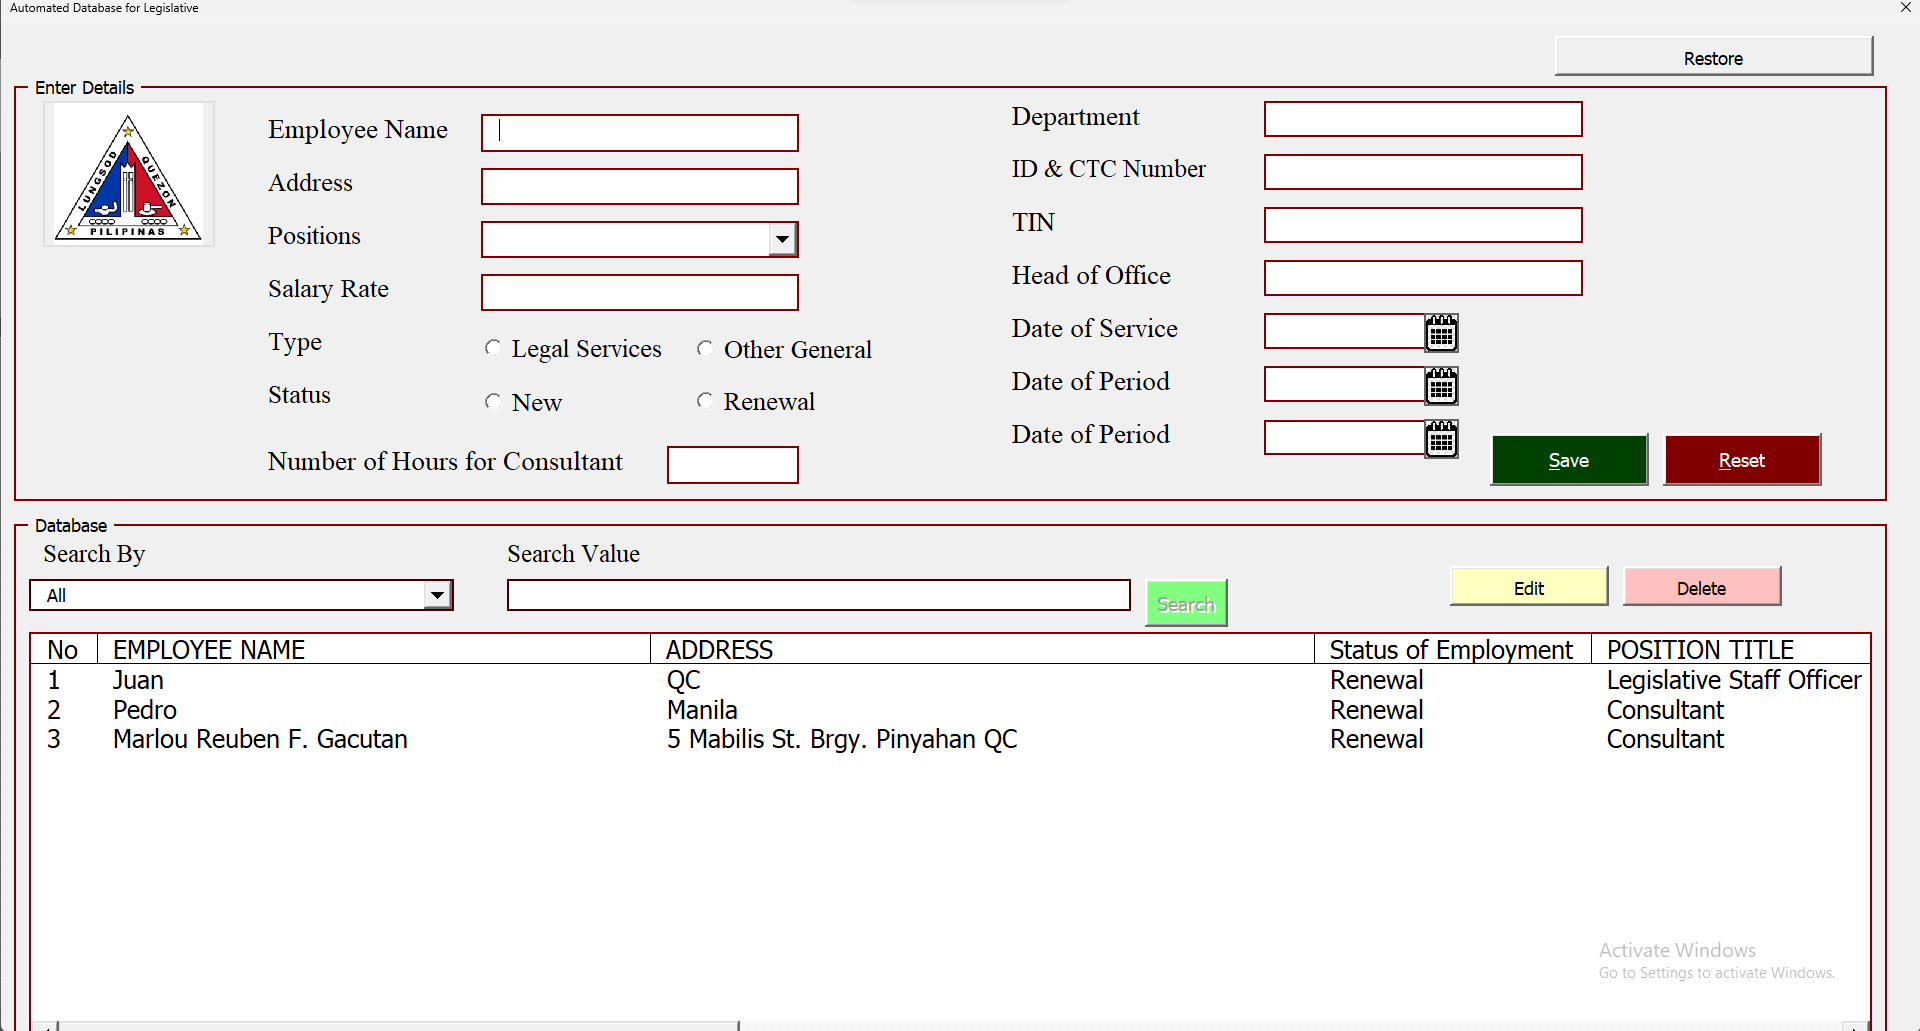 Automated Database for Legislative
Restore
Enter Details
LUNGSOD QUEZON
PILIPINAS
Employee Name
Address
Positions
Salary Rate
Type
Legal Services
Other General
Status
New
Renewal
Number of Hours for Consultant
Department
ID & CTC Number
TIN
Head of Office
Date of Service
Date of Period
Date of Period
Save
Reset
Database
Search By
Search Value
All
Search
Edit
Delete
No EMPLOYEE NAME ADDRESS Status of Employment POSITION TITLE
1 Juan QC Renewal Legislative Staff Officer
2 Pedro Manila Renewal Consultant
3 Marlou Reuben F. Gacutan 5 Mabilis St. Brgy. Pinyahan QC Renewal Consultant
Activate Windows
Go to Settings to activate Windows.